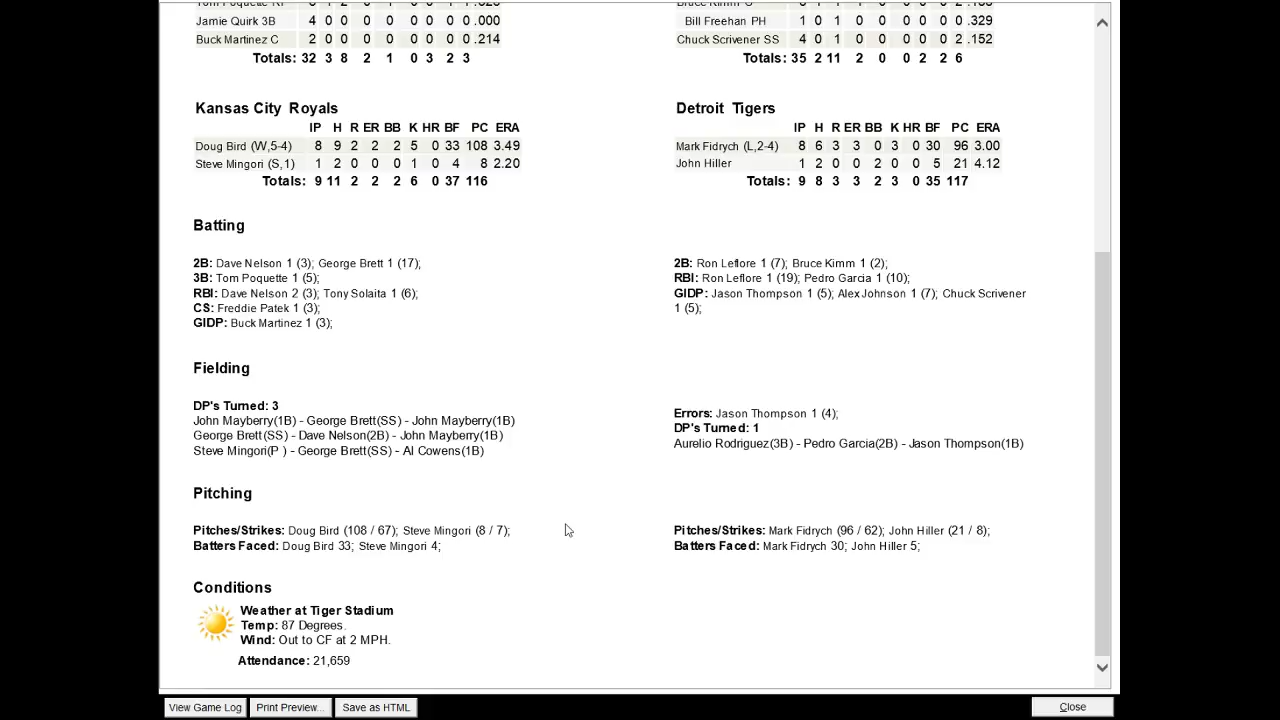 Jamie Quirk 3B 4 0 0 0 0 0 0 0 0 .000
Buck Martinez C 2 0 0 0 0 0 0 0 0 .214
Totals: 32 3 8 2 1 0 3 2 3
Bill Freehan PH 1 0 1 0 0 0 0 0 0 .329
Chuck Scrivener SS 4 0 1 0 0 0 0 0 2 .152
Totals: 35 2 11 2 0 0 2 2 6
Kansas City Royals
IP H R ER BB K HR BF PC ERA
Doug Bird (W,5-4) 8 9 2 2 2 5 0 33 108 3.49
Steve Mingori (S,1) 1 2 0 0 0 1 0 4 8 2.20
Totals: 9 11 2 2 2 6 0 37 116
Detroit Tigers
IP H R ER BB K HR BF PC ERA
Mark Fidrych (L,2-4) 8 6 3 3 0 3 0 30 96 3.00
John Hiller 1 2 0 0 2 0 0 5 21 4.12
Totals: 9 8 3 3 2 3 0 35 117
Batting
2B: Dave Nelson 1 (3); George Brett 1 (17);
3B: Tom Poquette 1 (5);
RBI: Dave Nelson 2 (3); Tony Solaita 1 (6);
CS: Freddie Patek 1 (3);
GIDP: Buck Martinez 1 (3);
2B: Ron Leflore 1 (7); Bruce Kimm 1 (2);
RBI: Ron Leflore 1 (19); Pedro Garcia 1 (10);
GIDP: Jason Thompson 1 (5); Alex Johnson 1 (7); Chuck Scrivener
1 (5);
Fielding
DP's Turned: 3
John Mayberry(1B) - George Brett(SS) - John Mayberry(1B)
George Brett(SS) - Dave Nelson(2B) - John Mayberry(1B)
Steve Mingori(P ) - George Brett(SS) - Al Cowens(1B)
Errors: Jason Thompson 1 (4);
DP's Turned: 1
Aurelio Rodriguez(3B) - Pedro Garcia(2B) - Jason Thompson(1B)
Pitching
Pitches/Strikes: Doug Bird (108 / 67); Steve Mingori (8 / 7);
Batters Faced: Doug Bird 33; Steve Mingori 4;
Pitches/Strikes: Mark Fidrych (96 / 62); John Hiller (21 / 8);
Batters Faced: Mark Fidrych 30; John Hiller 5;
Conditions
Weather at Tiger Stadium
Temp: 87 Degrees.
Wind: Out to CF at 2 MPH.
Attendance: 21,659
View Game Log
Print Preview...
Save as HTML
Close